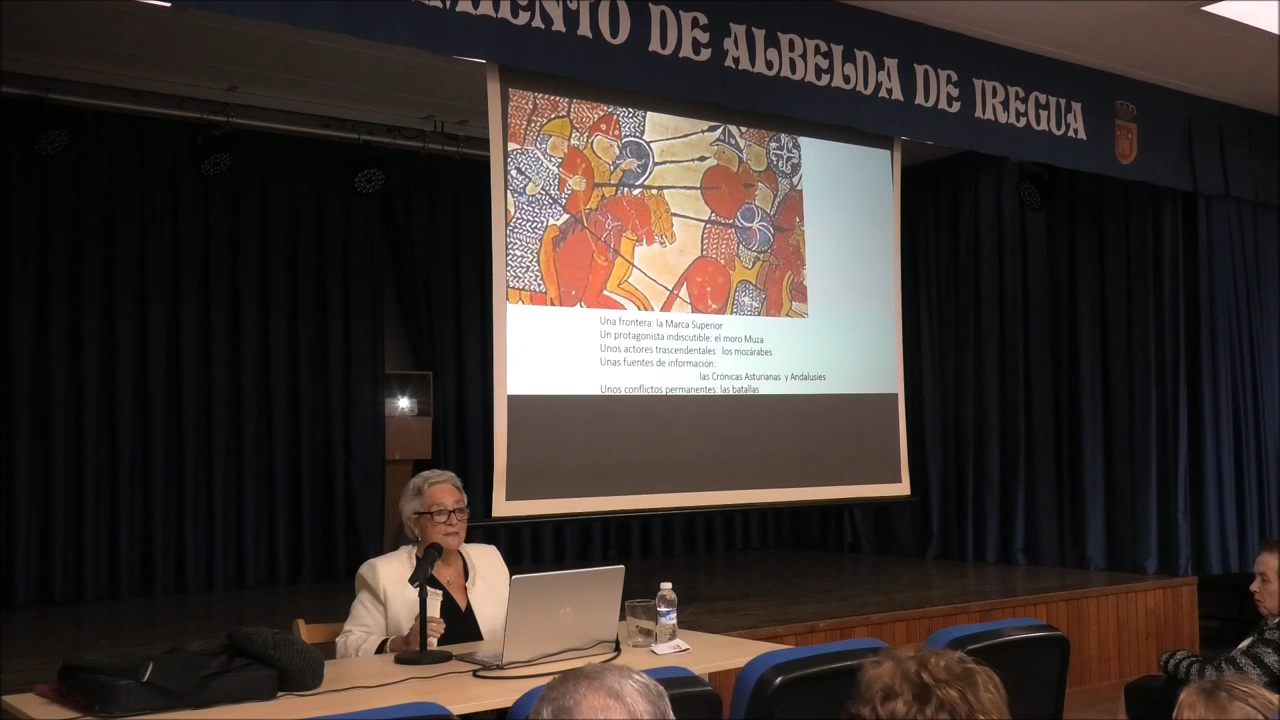 MIENTO DE ALBELDA DE IREGUA
Una frontera: la Marca Superior
Un protagonista indiscutible: el moro Muza
Unos actores trascendentales: los mozárabes
Unas fuentes de información:
las Crónicas Asturianas y Andalusíes
Unos conflictos permanentes: las batallas
hp